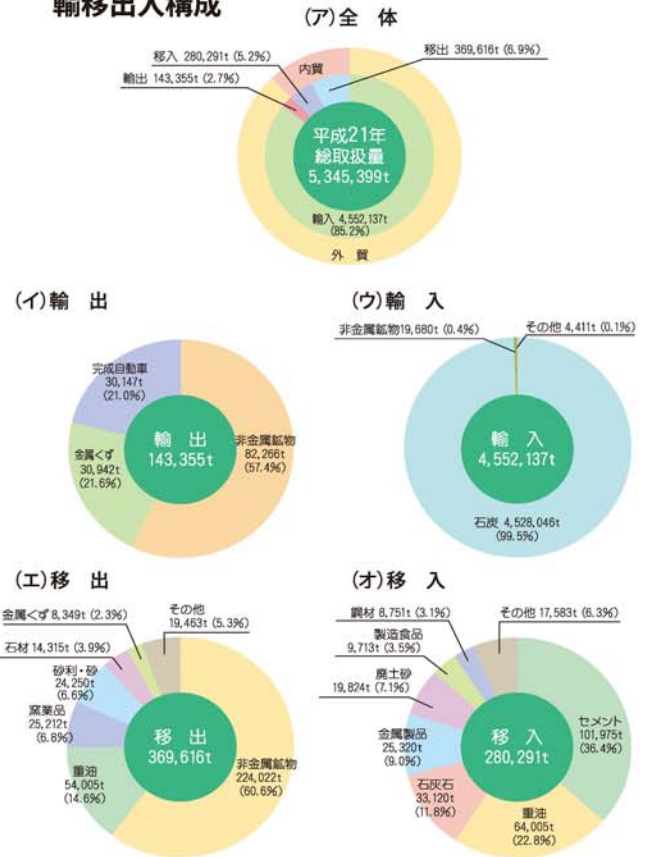 輸移出入構成
(ア)全 体
移入 280,291t (5.2%)
移出 369,616t (6.9%)
輸出 143,355t (2.7%)
内貿
平成21年
総取扱量
5,345,399t
輸入 4,552,137t
(85.2%)
外 貿
(イ)輸 出
完成自動車
30,147t
(21.0%)
金属くず
30,942t
(21.6%)
輸 出
143,355t
非金属鉱物
82,266t
(57.4%)
(ウ)輸 入
非金属鉱物19,680t (0.4%)
その他 4,411t (0.1%)
輸 入
4,552,137t
石炭 4,528,046t
(99.5%)
(エ)移 出
金属くず 8,349t (2.3%)
その他
19,463t (5.3%)
石材 14,315t (3.9%)
砂利・砂
24,250t
(6.6%)
窯業品
25,212t
(6.8%)
重油
54,005t
(14.6%)
移 出
369,616t
非金属鉱物
224,022t
(60.6%)
(オ)移 入
鋼材 8,751t (3.1%)
その他 17,583t (6.3%)
製造食品
9,713t (3.5%)
廃土砂
19,824t (7.1%)
金属製品
25,320t
(9.0%)
石灰石
33,120t
(11.8%)
移 入
280,291t
セメント
101,975t
(36.4%)
重油
64,005t
(22.8%)